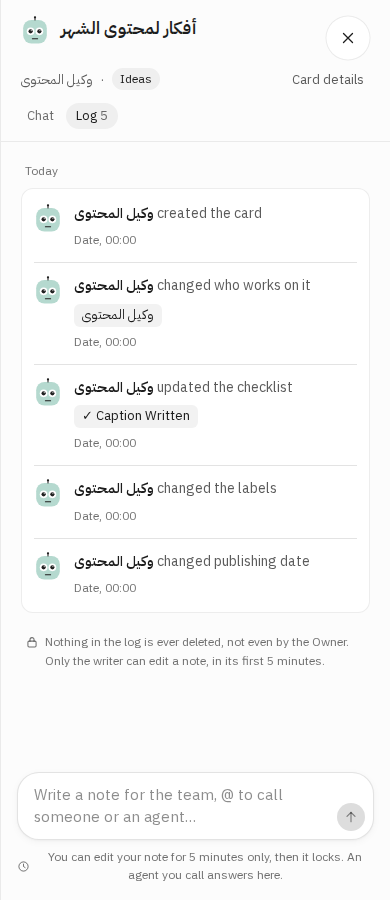 أفكار لمحتوى الشهر
وكيل المحتوى · Ideas
Card details
Chat
Log 5
Today
وكيل المحتوى created the card
Date, 00:00
وكيل المحتوى changed who works on it
وكيل المحتوى
Date, 00:00
وكيل المحتوى updated the checklist
✓ Caption Written
Date, 00:00
وكيل المحتوى changed the labels
Date, 00:00
وكيل المحتوى changed publishing date
Date, 00:00
Nothing in the log is ever deleted, not even by the Owner.
Only the writer can edit a note, in its first 5 minutes.
Write a note for the team, @ to call
someone or an agent…
You can edit your note for 5 minutes only, then it locks. An
agent you call answers here.